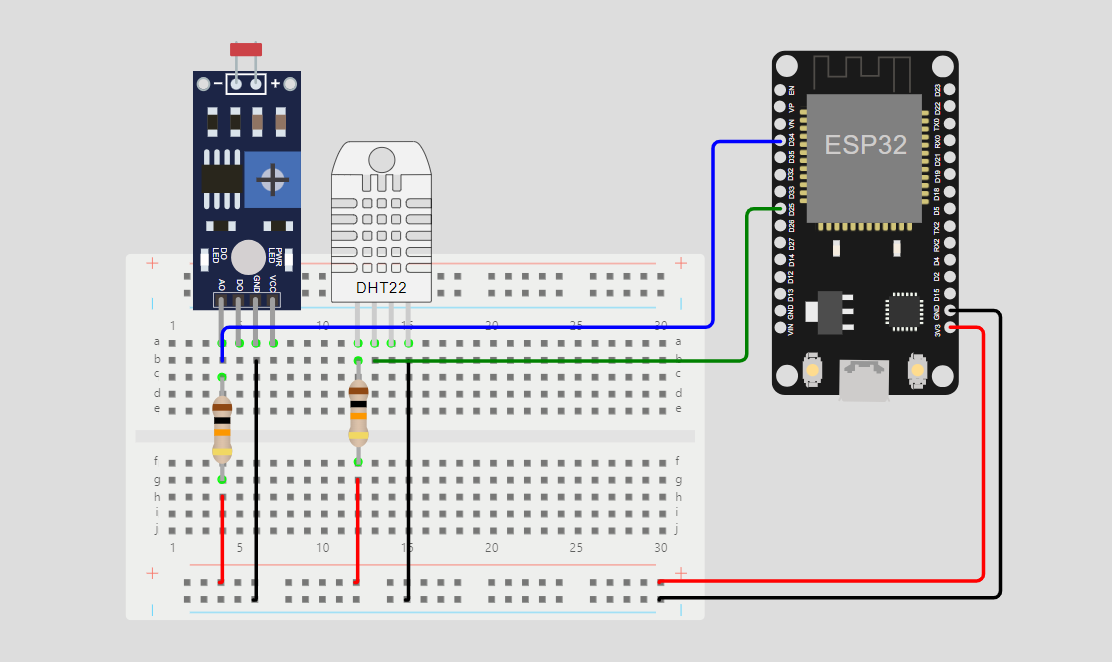 - +
DO
LED
PWR
LED
AO
DO
GND
VCC
DHT22
ESP32
EN
VP
VN
D34
D35
D32
D33
D25
D26
D27
D14
D12
D13
GND
VIN
D23
D22
TX0
RX0
D21
D19
D18
D5
TX2
RX2
D4
D2
D15
GND
3V3
+ +
| |
1 10 15 30
a a
b b
c c
d d
e e
f f
g g
h h
i i
j j
1 5 10 15 20 25 30
+ +
| |